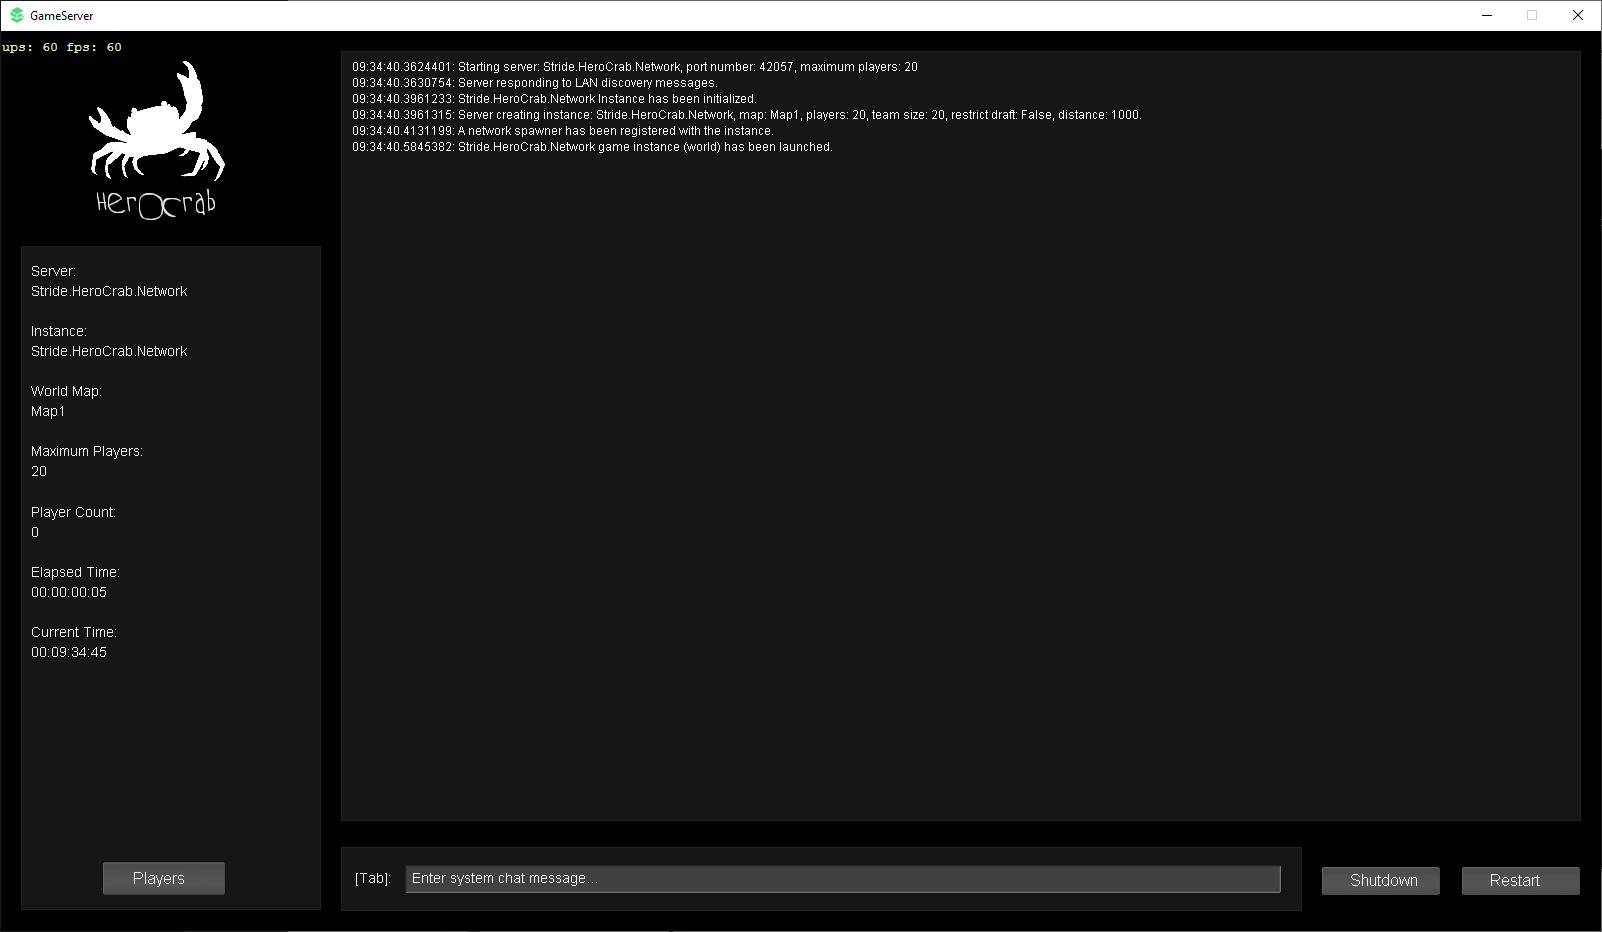 GameServer
ups: 60 fps: 60
HerOcrab
Server:
Stride.HeroCrab.Network
Instance:
Stride.HeroCrab.Network
World Map:
Map1
Maximum Players:
20
Player Count:
0
Elapsed Time:
00:00:00:05
Current Time:
00:09:34:45
Players
09:34:40.3624401: Starting server: Stride.HeroCrab.Network, port number: 42057, maximum players: 20
09:34:40.3630754: Server responding to LAN discovery messages.
09:34:40.3961233: Stride.HeroCrab.Network Instance has been initialized.
09:34:40.3961315: Server creating instance: Stride.HeroCrab.Network, map: Map1, players: 20, team size: 20, restrict draft: False, distance: 1000.
09:34:40.4131199: A network spawner has been registered with the instance.
09:34:40.5845382: Stride.HeroCrab.Network game instance (world) has been launched.
[Tab]: Enter system chat message...
Shutdown
Restart